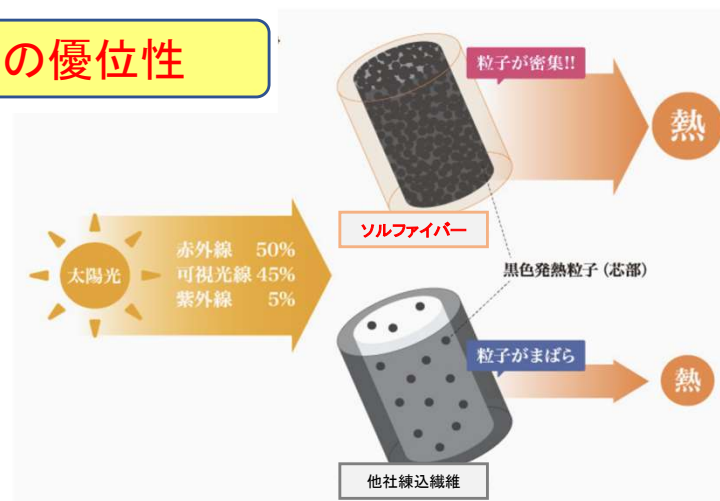 の優位性
粒子が密集!!
熱
ソルファイバー
太陽光
赤外線 50%
可視光線 45%
紫外線 5%
黒色発熱粒子（芯部）
粒子がまばら
熱
他社練込繊維